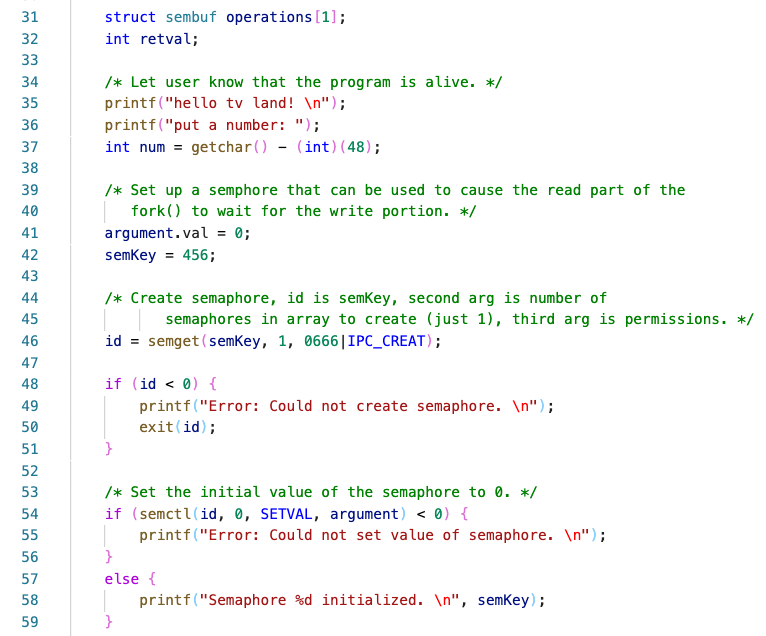 31 struct sembuf operations[1];
32 int retval;
33
34 /* Let user know that the program is alive. */
35 printf("hello tv land! \n");
36 printf("put a number: ");
37 int num = getchar() - (int)(48);
38
39 /* Set up a semphore that can be used to cause the read part of the
40 fork() to wait for the write portion. */
41 argument.val = 0;
42 semKey = 456;
43
44 /* Create semaphore, id is semKey, second arg is number of
45 semaphores in array to create (just 1), third arg is permissions. */
46 id = semget(semKey, 1, 0666|IPC_CREAT);
47
48 if (id < 0) {
49 printf("Error: Could not create semaphore. \n");
50 exit(id);
51 }
52
53 /* Set the initial value of the semaphore to 0. */
54 if (semctl(id, 0, SETVAL, argument) < 0) {
55 printf("Error: Could not set value of semaphore. \n");
56 }
57 else {
58 printf("Semaphore %d initialized. \n", semKey);
59 }